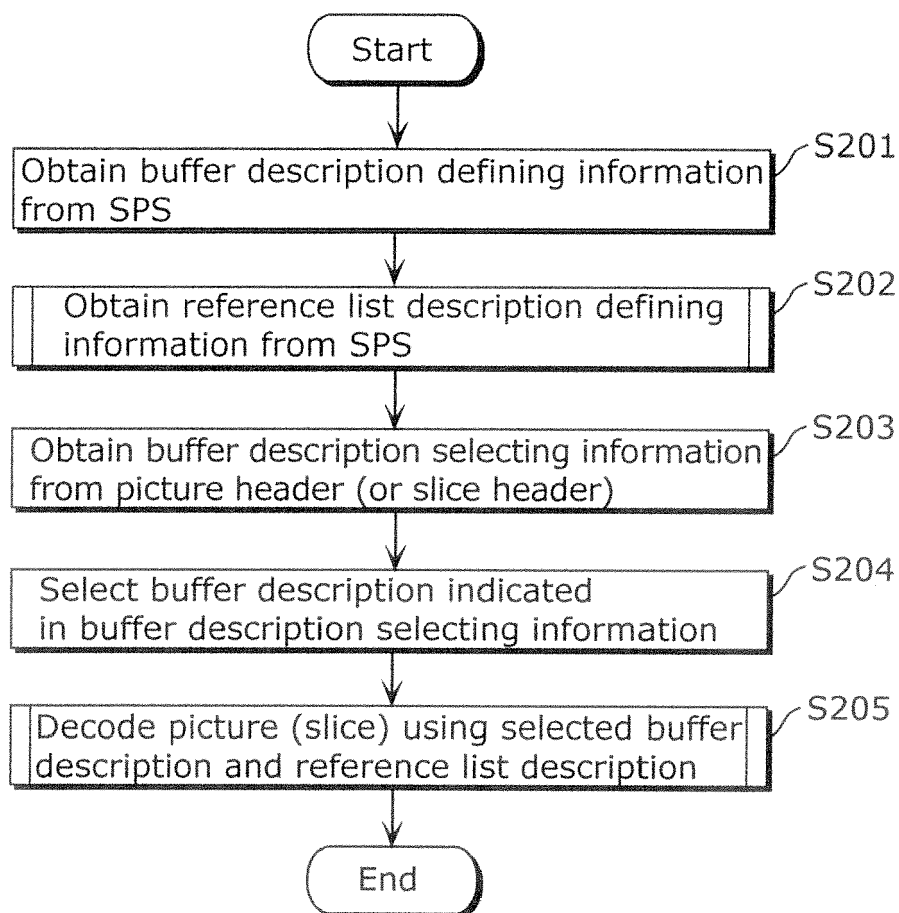 Start
S201
Obtain buffer description defining information
from SPS
S202
Obtain reference list description defining
information from SPS
S203
Obtain buffer description selecting information
from picture header (or slice header)
S204
Select buffer description indicated
in buffer description selecting information
S205
Decode picture (slice) using selected buffer
description and reference list description
End